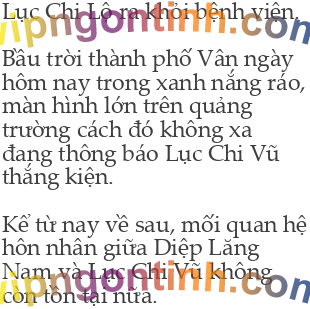 Lục Chi Lộ ra khỏi bệnh viện.
vipngontinh.com
Bầu trời thành phố Vân ngày
hôm nay trong xanh nắng ráo,
màn hình lớn trên quảng
trường cách đó không xa
đang thông báo Lục Chi Vũ
thắng kiện.
Kể từ nay về sau, mối quan hệ
hôn nhân giữa Diệp Lăng
Nam và Lục Chi Vũ không
vipngontinh.com
còn tồn tại nữa.